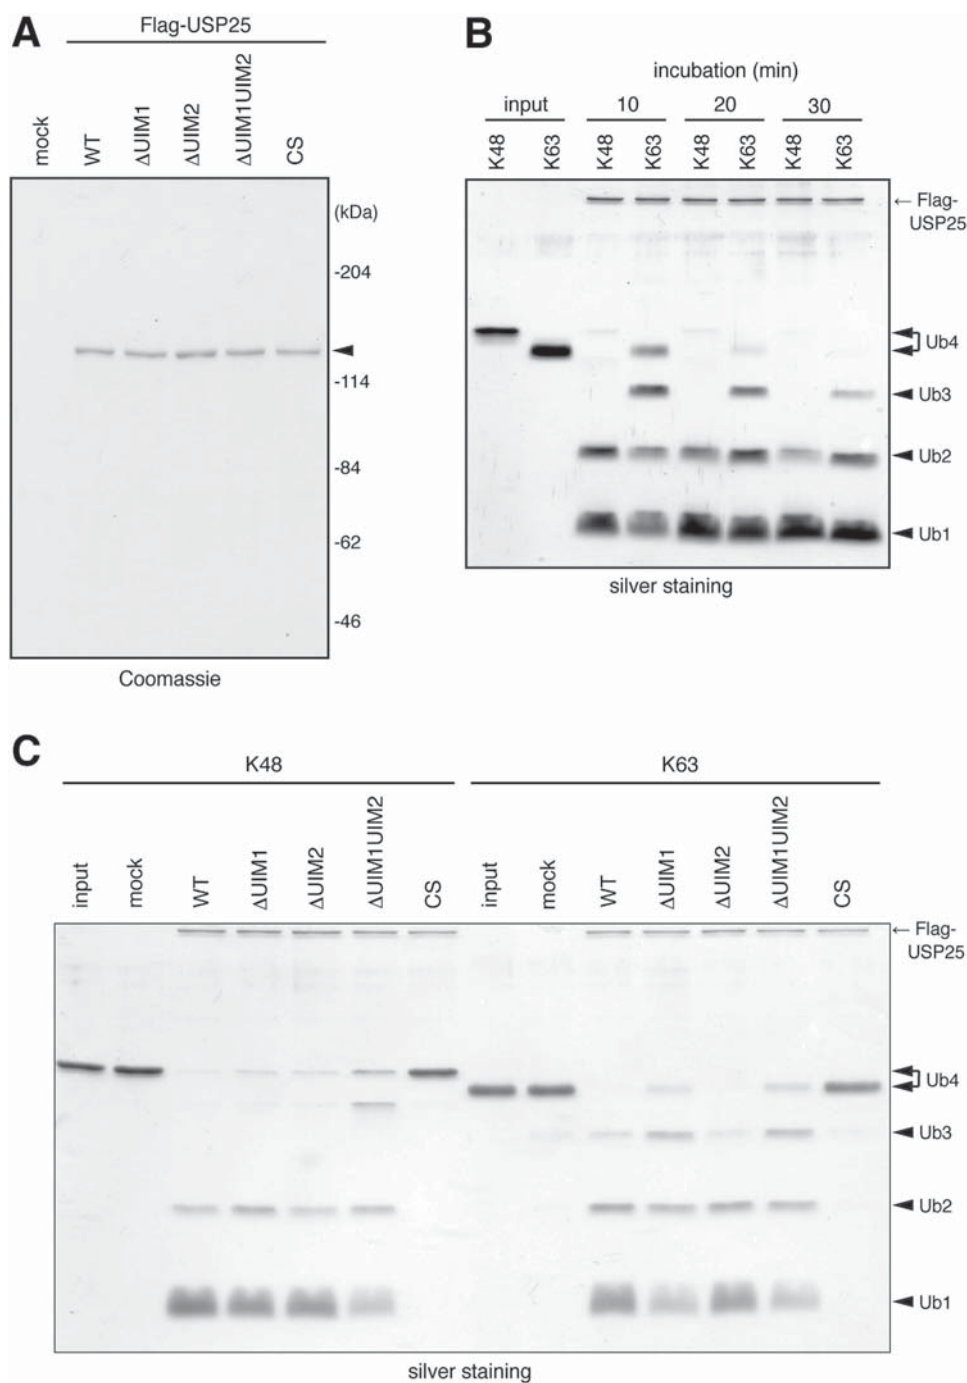 A
Flag-USP25
mock
WT
ΔUIM1
ΔUIM2
ΔUIM1UIM2
CS
(kDa)
-204
-114
-84
-62
-46
Coomassie
B
incubation (min)
input
10
20
30
K48
K63
K48
K63
K48
K63
K48
K63
← Flag-
USP25
Ub4
Ub3
Ub2
Ub1
silver staining
C
K48
K63
input
mock
WT
ΔUIM1
ΔUIM2
ΔUIM1UIM2
CS
input
mock
WT
ΔUIM1
ΔUIM2
ΔUIM1UIM2
CS
← Flag-
USP25
Ub4
Ub3
Ub2
Ub1
silver staining